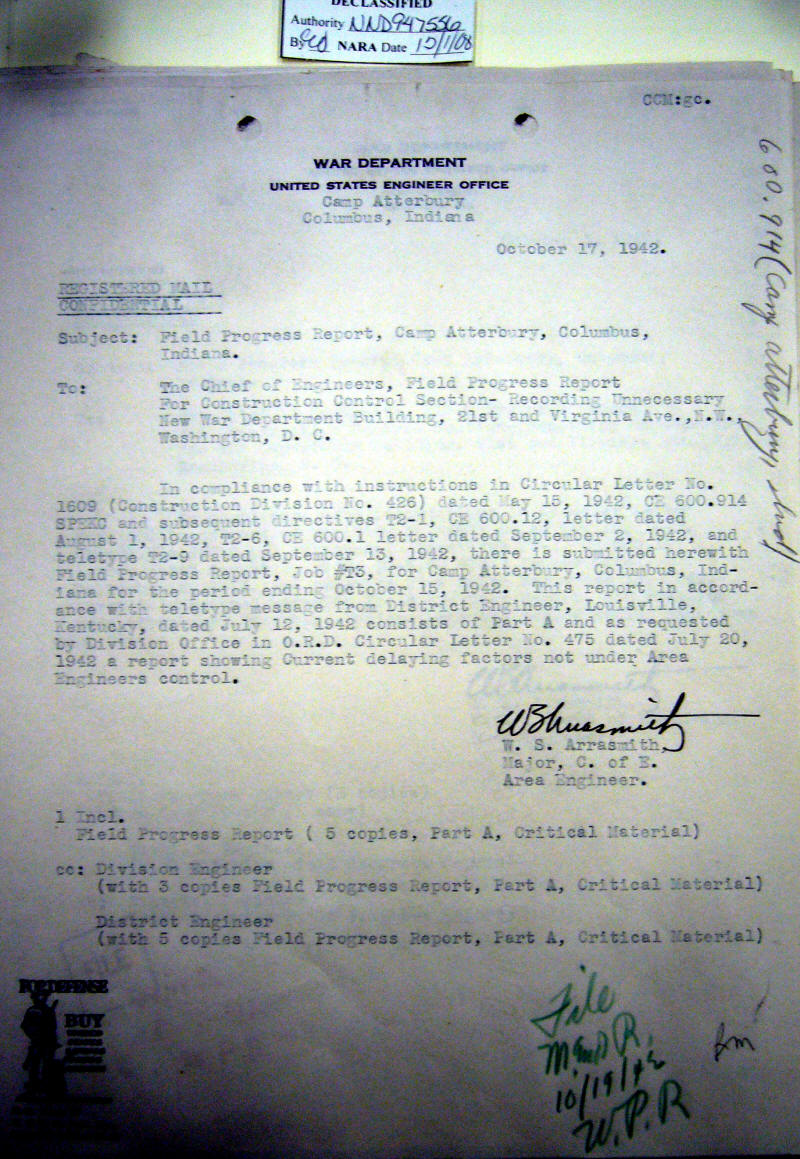 DECLASSIFIED
Authority NND947556
By NARA Date 10/1/08
CCM:gc.
WAR DEPARTMENT
UNITED STATES ENGINEER OFFICE
Camp Atterbury
Columbus, Indiana
October 17, 1942.
680.914 (Camp Atterbury, Ind)
REGISTERED MAIL
CONFIDENTIAL
Subject: Field Progress Report, Camp Atterbury, Columbus,
Indiana.
To: The Chief of Engineers, Field Progress Report
For Construction Control Section- Recording Unnecessary
New War Department Building, 21st and Virginia Ave.,N.W.,
Washington, D. C.
In compliance with instructions in Circular Letter No.
1609 (Construction Division No. 426) dated May 15, 1942, CE 600.914
SPEKC and subsequent directives T2-1, CE 600.12, letter dated
August 1, 1942, T2-6, CE 600.1 letter dated September 2, 1942, and
teletype T2-9 dated September 13, 1942, there is submitted herewith
Field Progress Report, Job #T3, for Camp Atterbury, Columbus, Ind-
iana for the period ending October 15, 1942. This report in accord-
ance with teletype message from District Engineer, Louisville,
Kentucky, dated July 12, 1942 consists of Part A and as requested
by Division Office in O.R.D. Circular Letter No. 475 dated July 20,
1942 a report showing Current delaying factors not under Area
Engineers control.
W. S. Arrasmith,
Major, C. of E.
Area Engineer.
1 Incl.
Field Progress Report ( 5 copies, Part A, Critical Material)
cc: Division Engineer
(with 3 copies Field Progress Report, Part A, Critical Material)
District Engineer
(with 5 copies Field Progress Report, Part A, Critical Material)
FOR DEFENSE
BUY
File
M. and R.
10/19/42
W.P.R